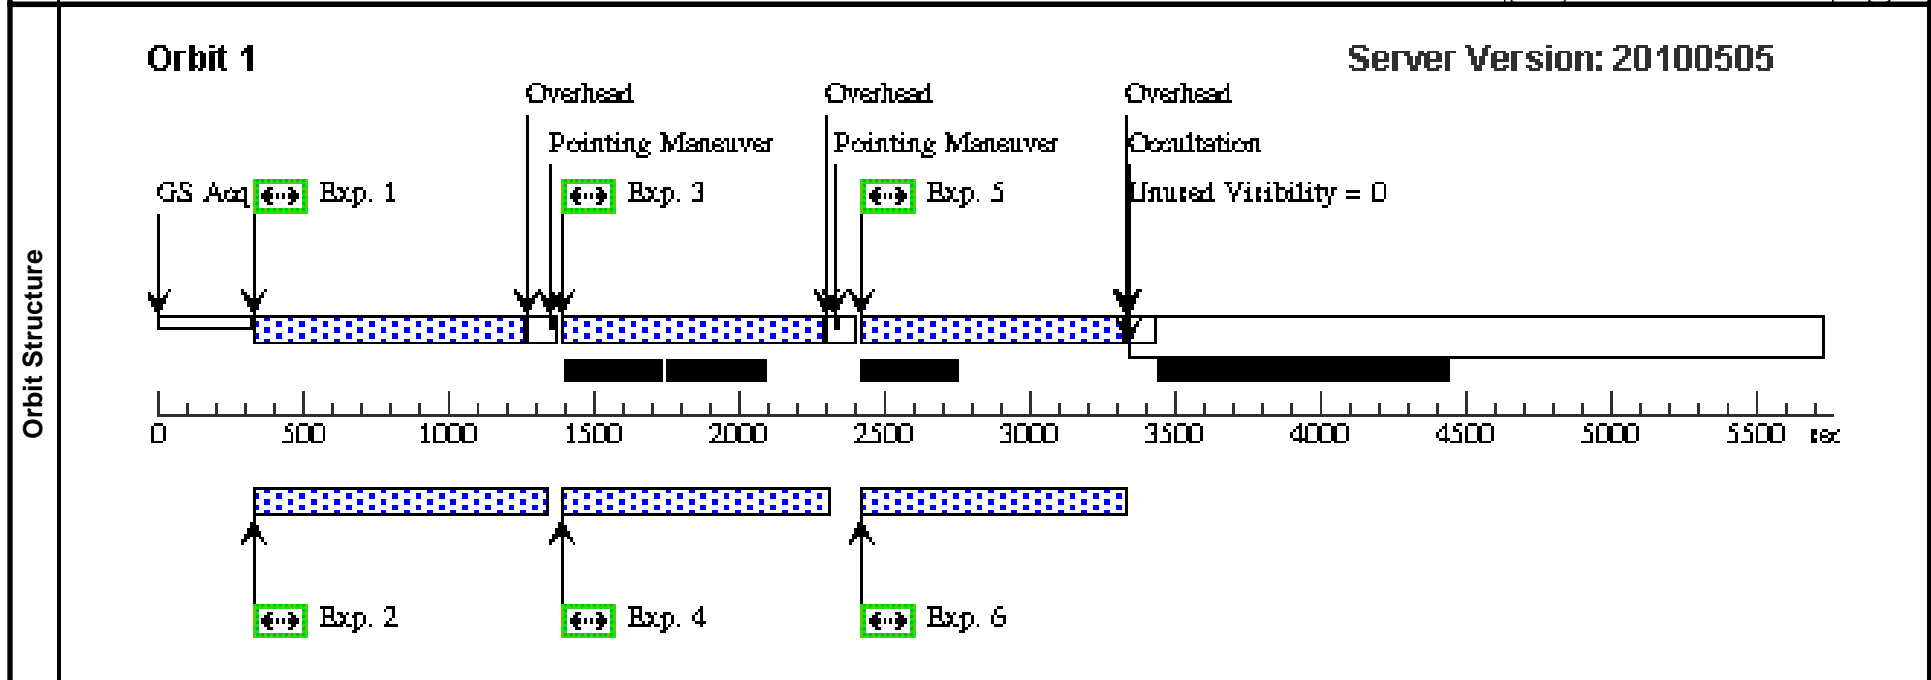 Orbit 1 Server Version: 20100505
Overhead Overhead Overhead
Pointing Maneuver Pointing Maneuver Occultation
GS Acq Exp. 1 Exp. 3 Exp. 5 Unused Visibility = 0
Orbit Structure
0 500 1000 1500 2000 2500 3000 3500 4000 4500 5000 5500 sec
Exp. 2 Exp. 4 Exp. 6